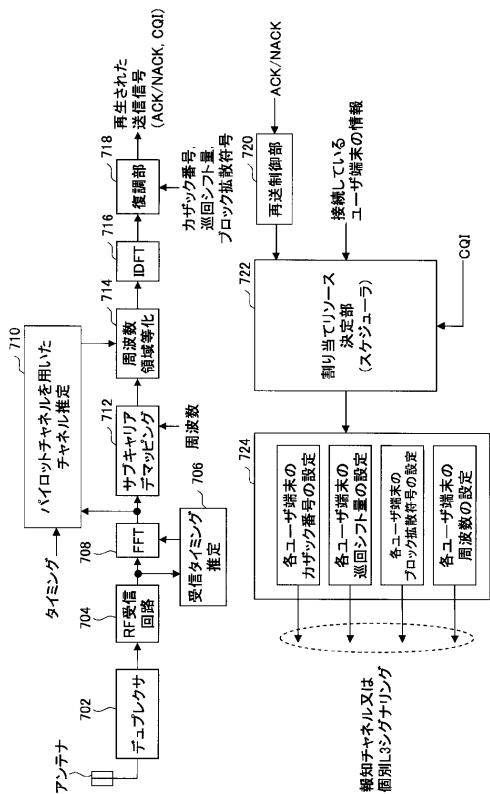 アンテナ
702
デュプレクサ
704
RF受信
回路
706
受信タイミング
推定
708
FFT
タイミング
710
パイロットチャネルを用いた
チャネル推定
712
サブキャリア
デマッピング
周波数
714
周波数
領域等化
716
IDFT
718
復調部
カザック番号,
巡回シフト量,
ブロック拡散符号
再生された
送信信号
(ACK/NACK, CQI)
ACK/NACK
720
再送制御部
接続している
ユーザ端末の情報
722
割り当てリソース
決定部
(スケジューラ)
CQI
724
各ユーザ端末の
カザック番号の設定
各ユーザ端末の
巡回シフト量の設定
各ユーザ端末の
ブロック拡散符号の設定
各ユーザ端末の
周波数の設定
報知チャネル又は
個別L3シグナリング